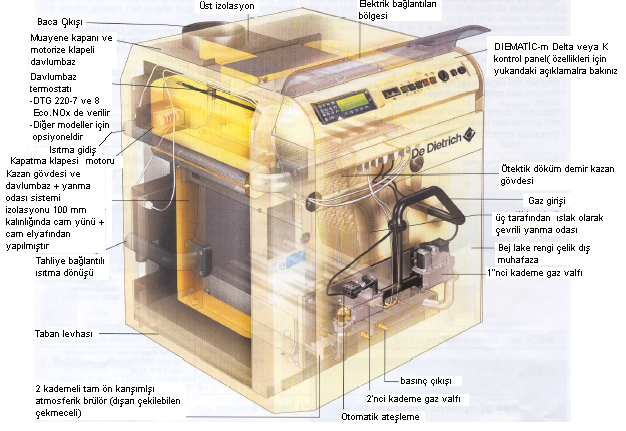 Üst izolasyon
Elektrik bağlantıları
bölgesi
Baca Çıkışı
Muayene kapanı ve
motorize klapeli
davlumbaz
Davlumbaz
termostatı
-DTG 220-7 ve 8
Eco.NOx de verilir
-Diğer modeller için
opsiyoneldir
Isıtma gidiş
Kapatma klapesi motoru
Kazan gövdesi ve
davlumbaz + yanma
odası sistemi
izolasyonu 100 mm
kalınlığında cam yünü +
cam elyafından
yapılmıştır
Tahliye bağlantılı
ısıtma dönüşü
Taban levhası
2 kademeli tam ön karışımlşı
atmosferik brülör (dışarı çekilebilen
çekmeceli)
DIEMATİC-m Delta veya K
kontrol panel( özellikleri için
yukarıdaki açıklamalra bakınız
De Dietrich
Ötektik döküm demir kazan
gövdesi
Gaz girişi
üç tarafından ıslak olarak
çevrili yanma odası
Bej lake rengi çelik dış
muhafaza
1"nci kademe gaz valfı
basınç çıkışı
2'nci kademe gaz valfı
Otomatik ateşleme